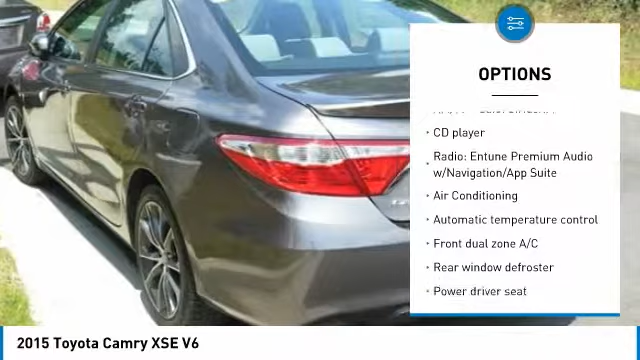 OPTIONS
CD player
Radio: Entune Premium Audio
w/Navigation/App Suite
Air Conditioning
Automatic temperature control
Front dual zone A/C
Rear window defroster
Power driver seat
2015 Toyota Camry XSE V6